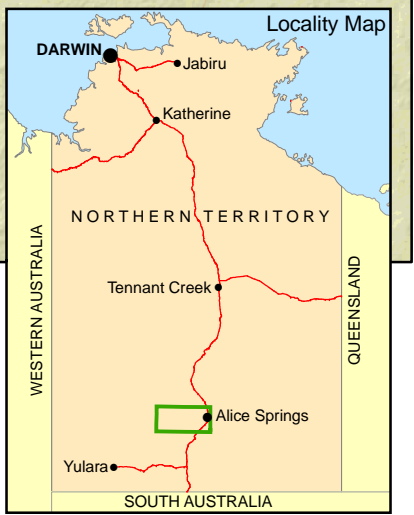 Locality Map
DARWIN
Jabiru
Katherine
NORTHERN TERRITORY
WESTERN AUSTRALIA
QUEENSLAND
Tennant Creek
Alice Springs
Yulara
SOUTH AUSTRALIA